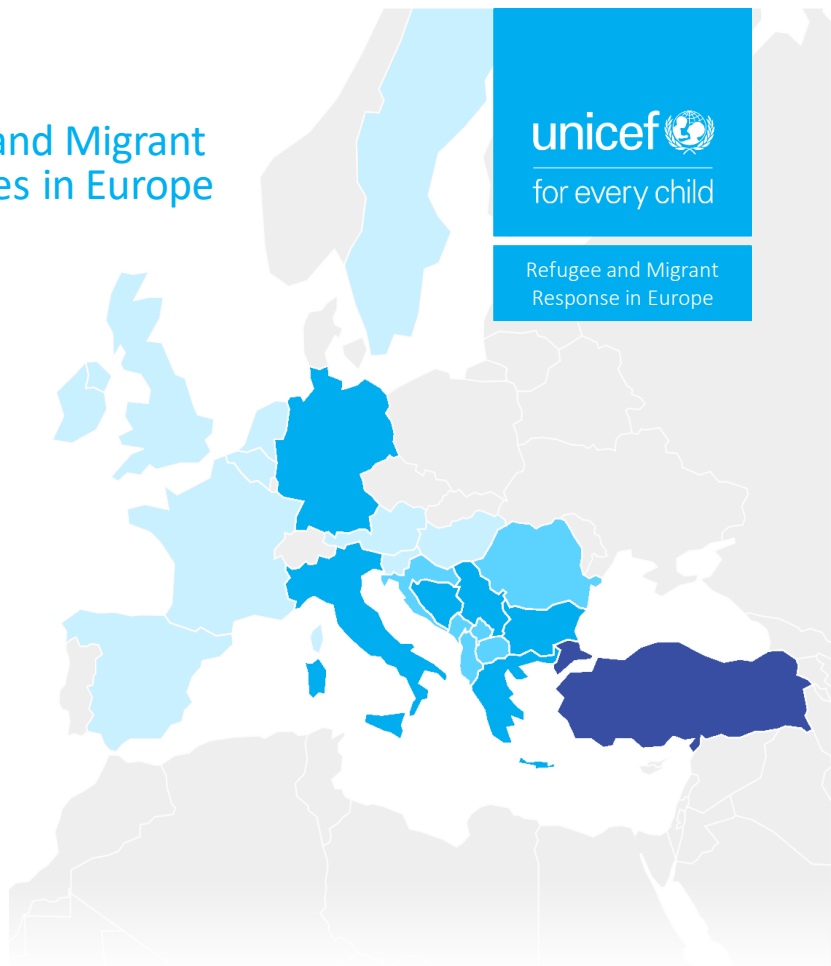 and Migrant
es in Europe
unicef
for every child
Refugee and Migrant
Response in Europe